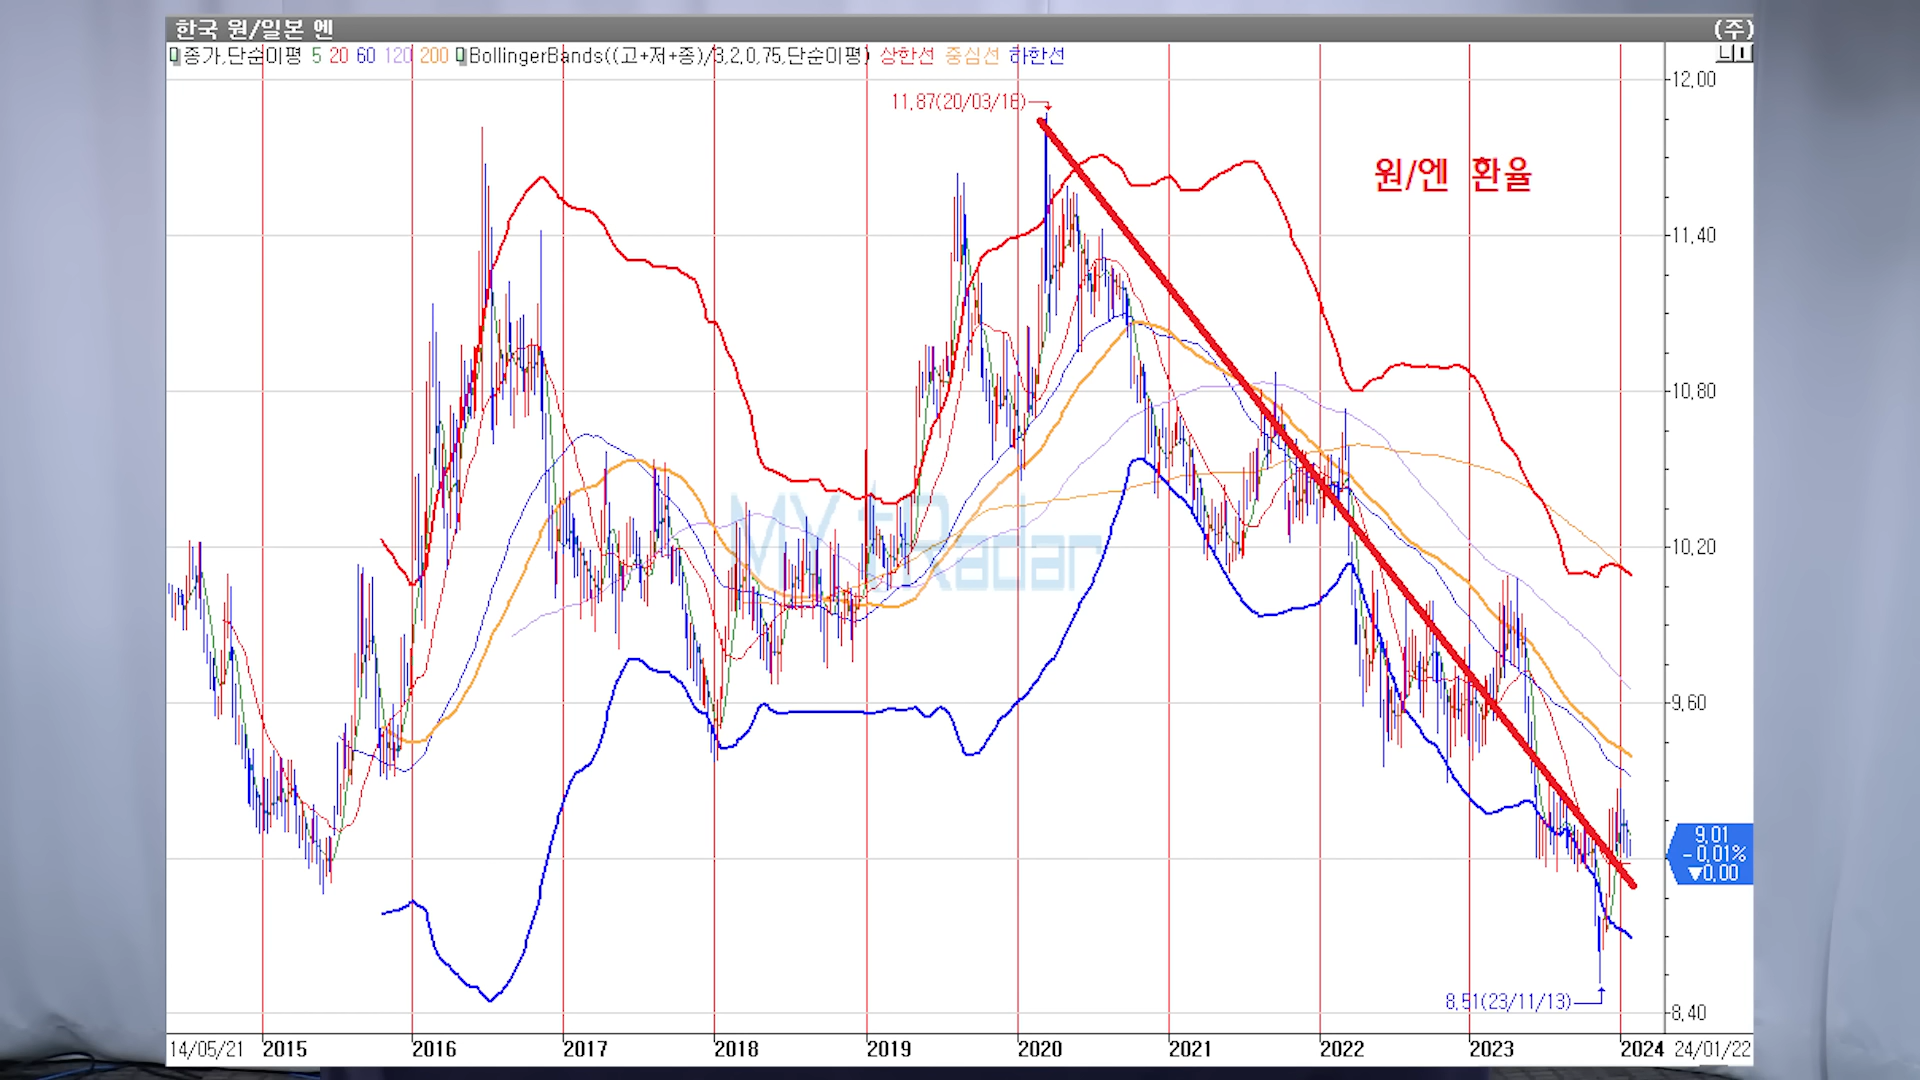 한국 원/일본 엔 (주)
종가,단순이평 5 20 60 120 200 BollingerBands((고+저+종)/3,2,0,75,단순이평) 상한선 중심선 하한선
12,00
11,87(20/03/16)
원/엔 환율
11,40
10,80
10,20
9,60
9,01
-0,01%
▼0,00
8,51(23/11/13)
8,40
14/05/21 2015 2016 2017 2018 2019 2020 2021 2022 2023 2024 24/01/22